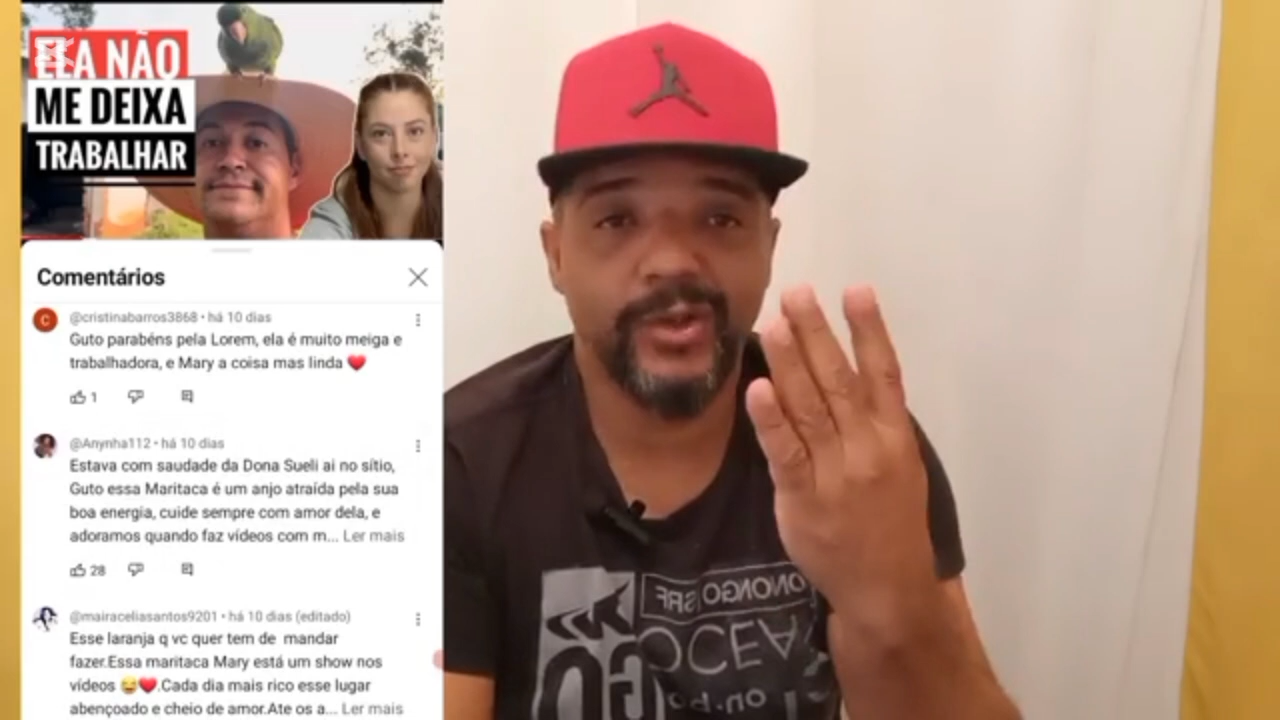 ELA NÃO
ME DEIXA
TRABALHAR
Comentários
@cristinabarros3868 • há 10 dias
Guto parabéns pela Lorem, ela é muito meiga e
trabalhadora, e Mary a coisa mas linda ❤️
1
@Anynha112 • há 10 dias
Estava com saudade da Dona Sueli ai no sítio,
Guto essa Maritaca é um anjo atraída pela sua
boa energia, cuide sempre com amor dela, e
adoramos quando faz vídeos com m... Ler mais
28
@mairaceliasantos9201 • há 10 dias (editado)
Esse laranja q vc quer tem de mandar
fazer.Essa maritaca Mary está um show nos
vídeos 😂❤️.Cada dia mais rico esse lugar
abençoado e cheio de amor.Ate os a... Ler mais